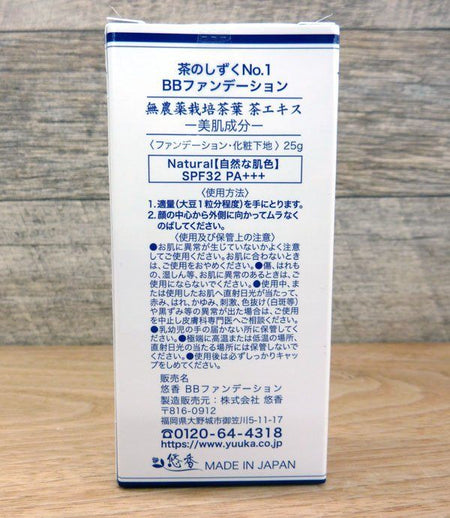 茶のしずくNo.1
BBファンデーション
無農薬栽培茶葉 茶エキス
―美肌成分―
〈ファンデーション・化粧下地〉25g
Natural【自然な肌色】
SPF32 PA+++
〈使用方法〉
1.適量(大豆1粒分程度)を手にとります。
2.顔の中心から外側に向かってムラなく
のばしてください。
〈使用及び保管上の注意〉
●お肌に異常が生じていないかよく注意
してご使用ください。お肌に合わないとき
は、ご使用をおやめください。●傷、はれも
の、湿しん等、お肌に異常のあるときは、ご
使用にならないでください。●使用中、ま
たは使用したお肌へ直射日光が当たって、
赤み、はれ、かゆみ、刺激、色抜け(白斑等)
や黒ずみ等の異常が出た場合は、ご使用
を中止し皮膚科専門医へご相談ください。
●乳幼児の手の届かない所に保管してく
ださい。●極端に高温または低温の場所、
直射日光の当たる場所には保管しないで
ください。●使用後は必ずしっかりキャッ
プをしめてください。
販売名
悠香 BBファンデーション
製造販売元：株式会社 悠香
〒816-0912
福岡県大野城市御笠川5-11-17
☎0120-64-4318
https://www.yuuka.co.jp
悠香 MADE IN JAPAN